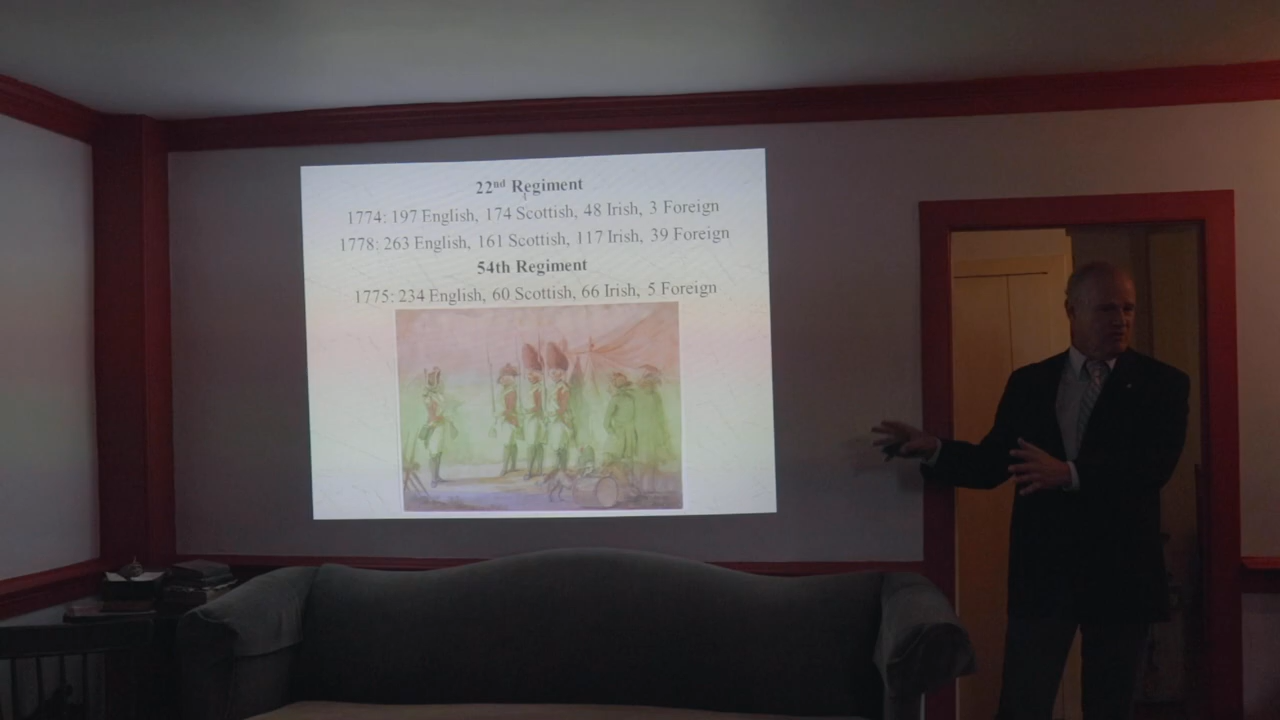 22nd Regiment
1774: 197 English, 174 Scottish, 48 Irish, 3 Foreign
1778: 263 English, 161 Scottish, 117 Irish, 39 Foreign
54th Regiment
1775: 234 English, 60 Scottish, 66 Irish, 5 Foreign